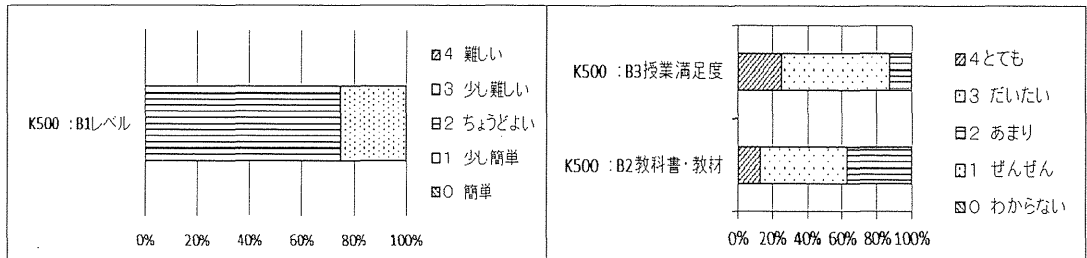 K500 :B1レベル
4 難しい
3 少し難しい
2 ちょうどよい
1 少し簡単
0 簡単
0% 20% 40% 60% 80% 100%
K500 :B3授業満足度
K500 :B2教科書・教材
4とても
3 だいたい
2 あまり
1 ぜんぜん
0 わからない
0% 20% 40% 60% 80% 100%